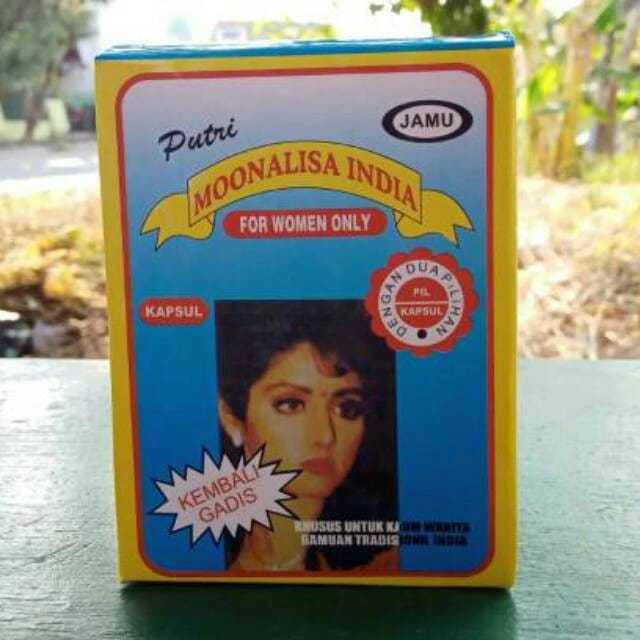 Putri
JAMU
MOONALISA INDIA
FOR WOMEN ONLY
DENGAN DUA PILIHAN
PIL
KAPSUL
KAPSUL
KEMBALI
GADIS
KHUSUS UNTUK KAUM WANITA
RAMUAN TRADISIONIL INDIA